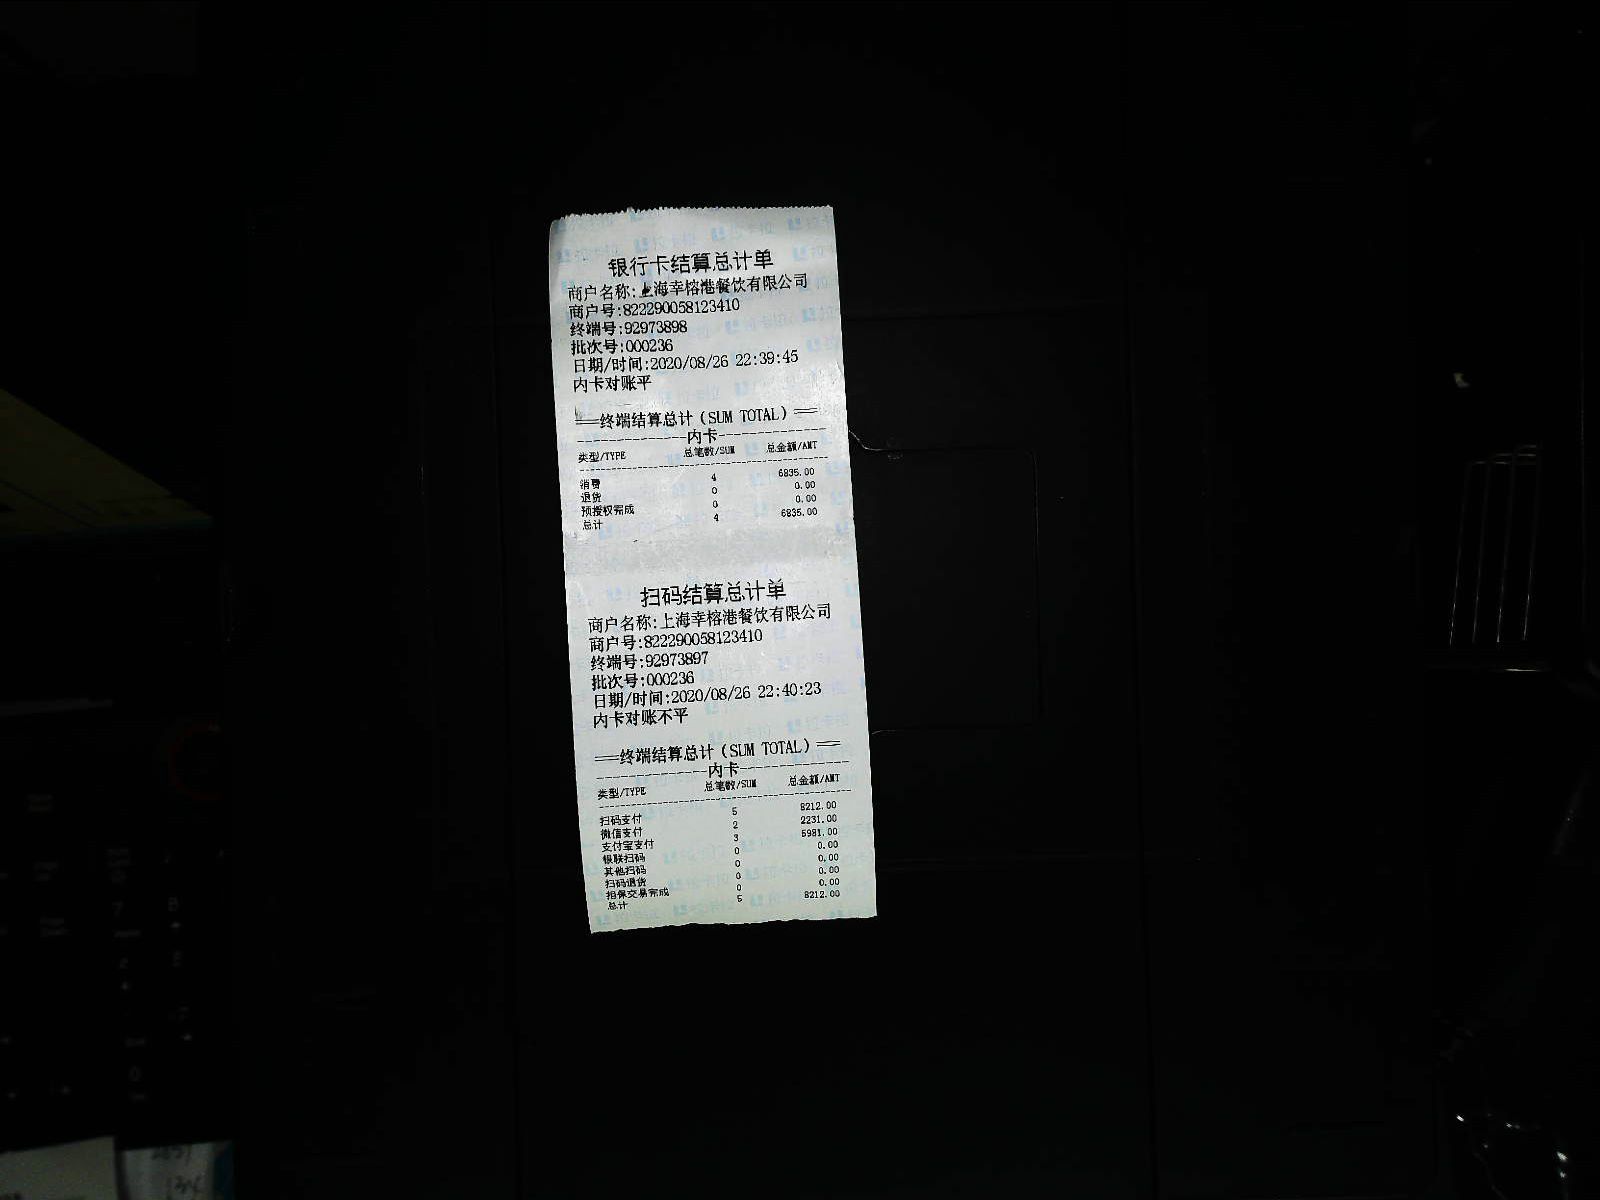 银行卡结算总计单
商户名称:上海幸榕港餐饮有限公司
商户号:822290058123410
终端号:92973898
批次号:000236
日期/时间:2020/08/26 22:39:45
内卡对账平
══终端结算总计(SUM TOTAL)══
----------------内卡----------------
类型/TYPE 总笔数/SUM 总金额/AMT
消费 4 6835.00
退货 0 0.00
预授权完成 0 0.00
总计 4 6835.00
扫码结算总计单
商户名称:上海幸榕港餐饮有限公司
商户号:822290058123410
终端号:92973897
批次号:000236
日期/时间:2020/08/26 22:40:23
内卡对账不平
══终端结算总计(SUM TOTAL)══
----------------内卡----------------
类型/TYPE 总笔数/SUM 总金额/AMT
扫码支付 5 8212.00
微信支付 2 2231.00
支付宝支付 3 5981.00
银联扫码 0 0.00
其他扫码 0 0.00
扫码退货 0 0.00
担保交易完成 0 0.00
总计 5 8212.00